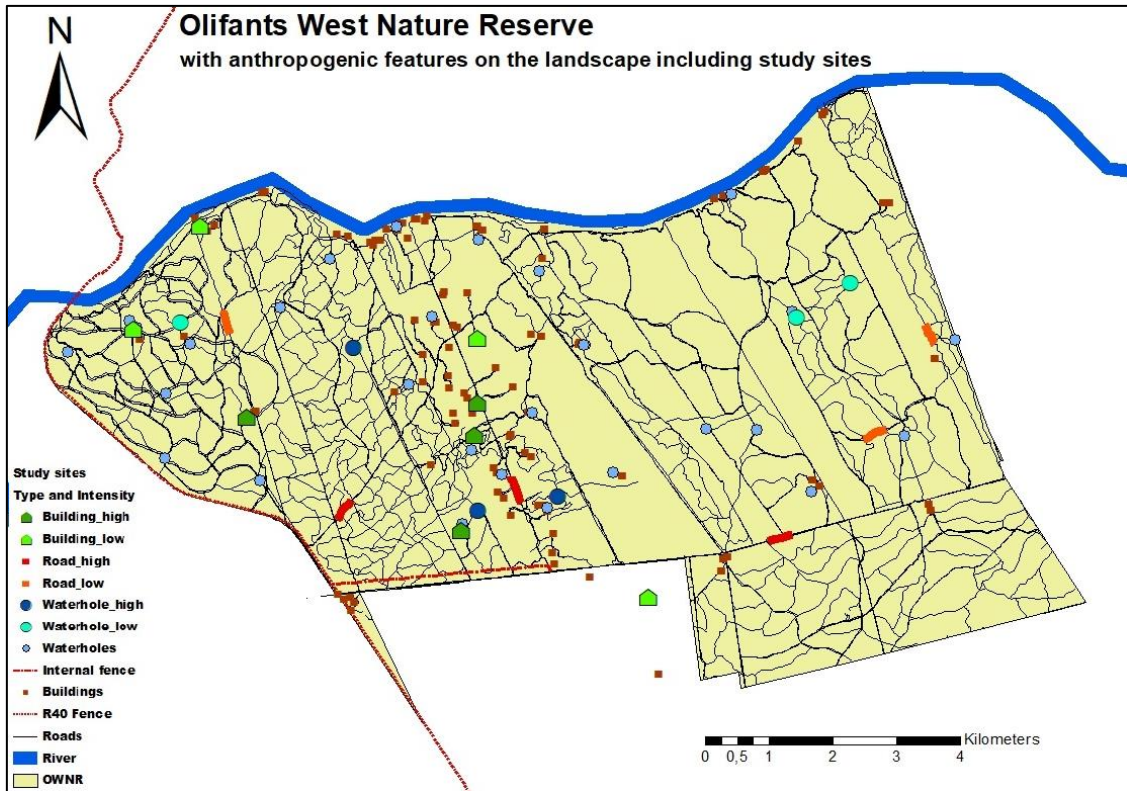 Olifants West Nature Reserve
with anthropogenic features on the landscape including study sites
N
Study sites
Type and Intensity
Building_high
Building_low
Road_high
Road_low
Waterhole_high
Waterhole_low
Waterholes
Internal fence
Buildings
R40 Fence
Roads
River
OWNR
Kilometers
0 0,5 1 2 3 4